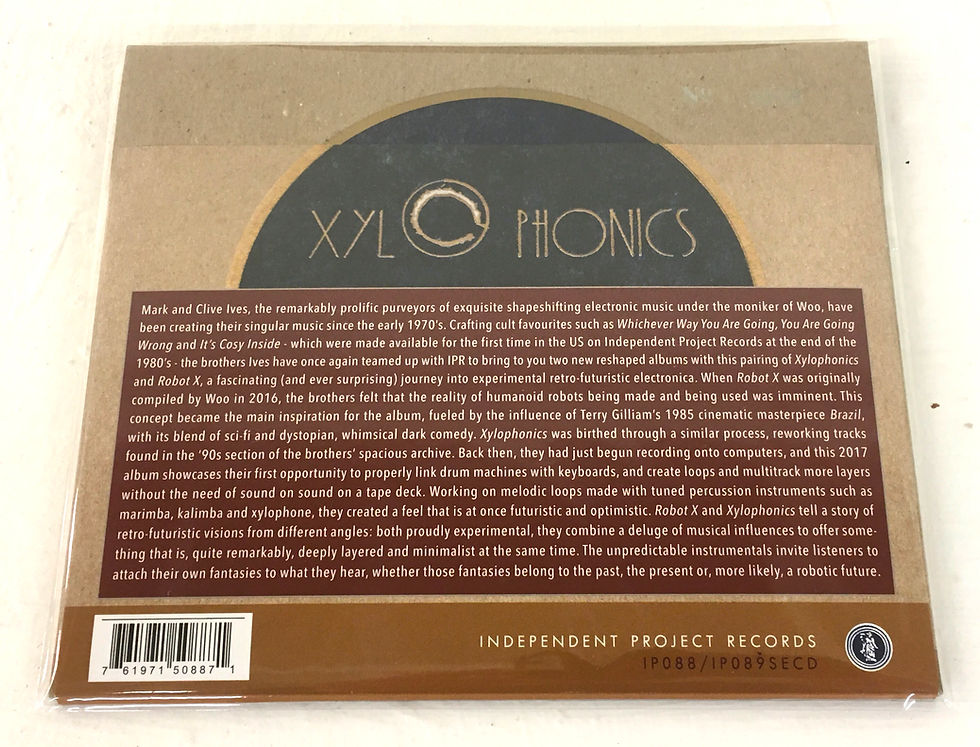 XYLOPHONICS
Mark and Clive Ives, the remarkably prolific purveyors of exquisite shapeshifting electronic music under the moniker of Woo, have
been creating their singular music since the early 1970's. Crafting cult favourites such as Whichever Way You Are Going, You Are Going
Wrong and It's Cosy Inside - which were made available for the first time in the US on Independent Project Records at the end of the
1980's - the brothers Ives have once again teamed up with IPR to bring to you two new reshaped albums with this pairing of Xylophonics
and Robot X, a fascinating (and ever surprising) journey into experimental retro-futuristic electronica. When Robot X was originally
compiled by Woo in 2016, the brothers felt that the reality of humanoid robots being made and being used was imminent. This
concept became the main inspiration for the album, fueled by the influence of Terry Gilliam's 1985 cinematic masterpiece Brazil,
with its blend of sci-fi and dystopian, whimsical dark comedy. Xylophonics was birthed through a similar process, reworking tracks
found in the '90s section of the brothers' spacious archive. Back then, they had just begun recording onto computers, and this 2017
album showcases their first opportunity to properly link drum machines with keyboards, and create loops and multitrack more layers
without the need of sound on sound on a tape deck. Working on melodic loops made with tuned percussion instruments such as
marimba, kalimba and xylophone, they created a feel that is at once futuristic and optimistic. Robot X and Xylophonics tell a story of
retro-futuristic visions from different angles: both proudly experimental, they combine a deluge of musical influences to offer some-
thing that is, quite remarkably, deeply layered and minimalist at the same time. The unpredictable instrumentals invite listeners to
attach their own fantasies to what they hear, whether those fantasies belong to the past, the present or, more likely, a robotic future.
INDEPENDENT PROJECT RECORDS
IP088/IP089SECD
7 61971 50887 1